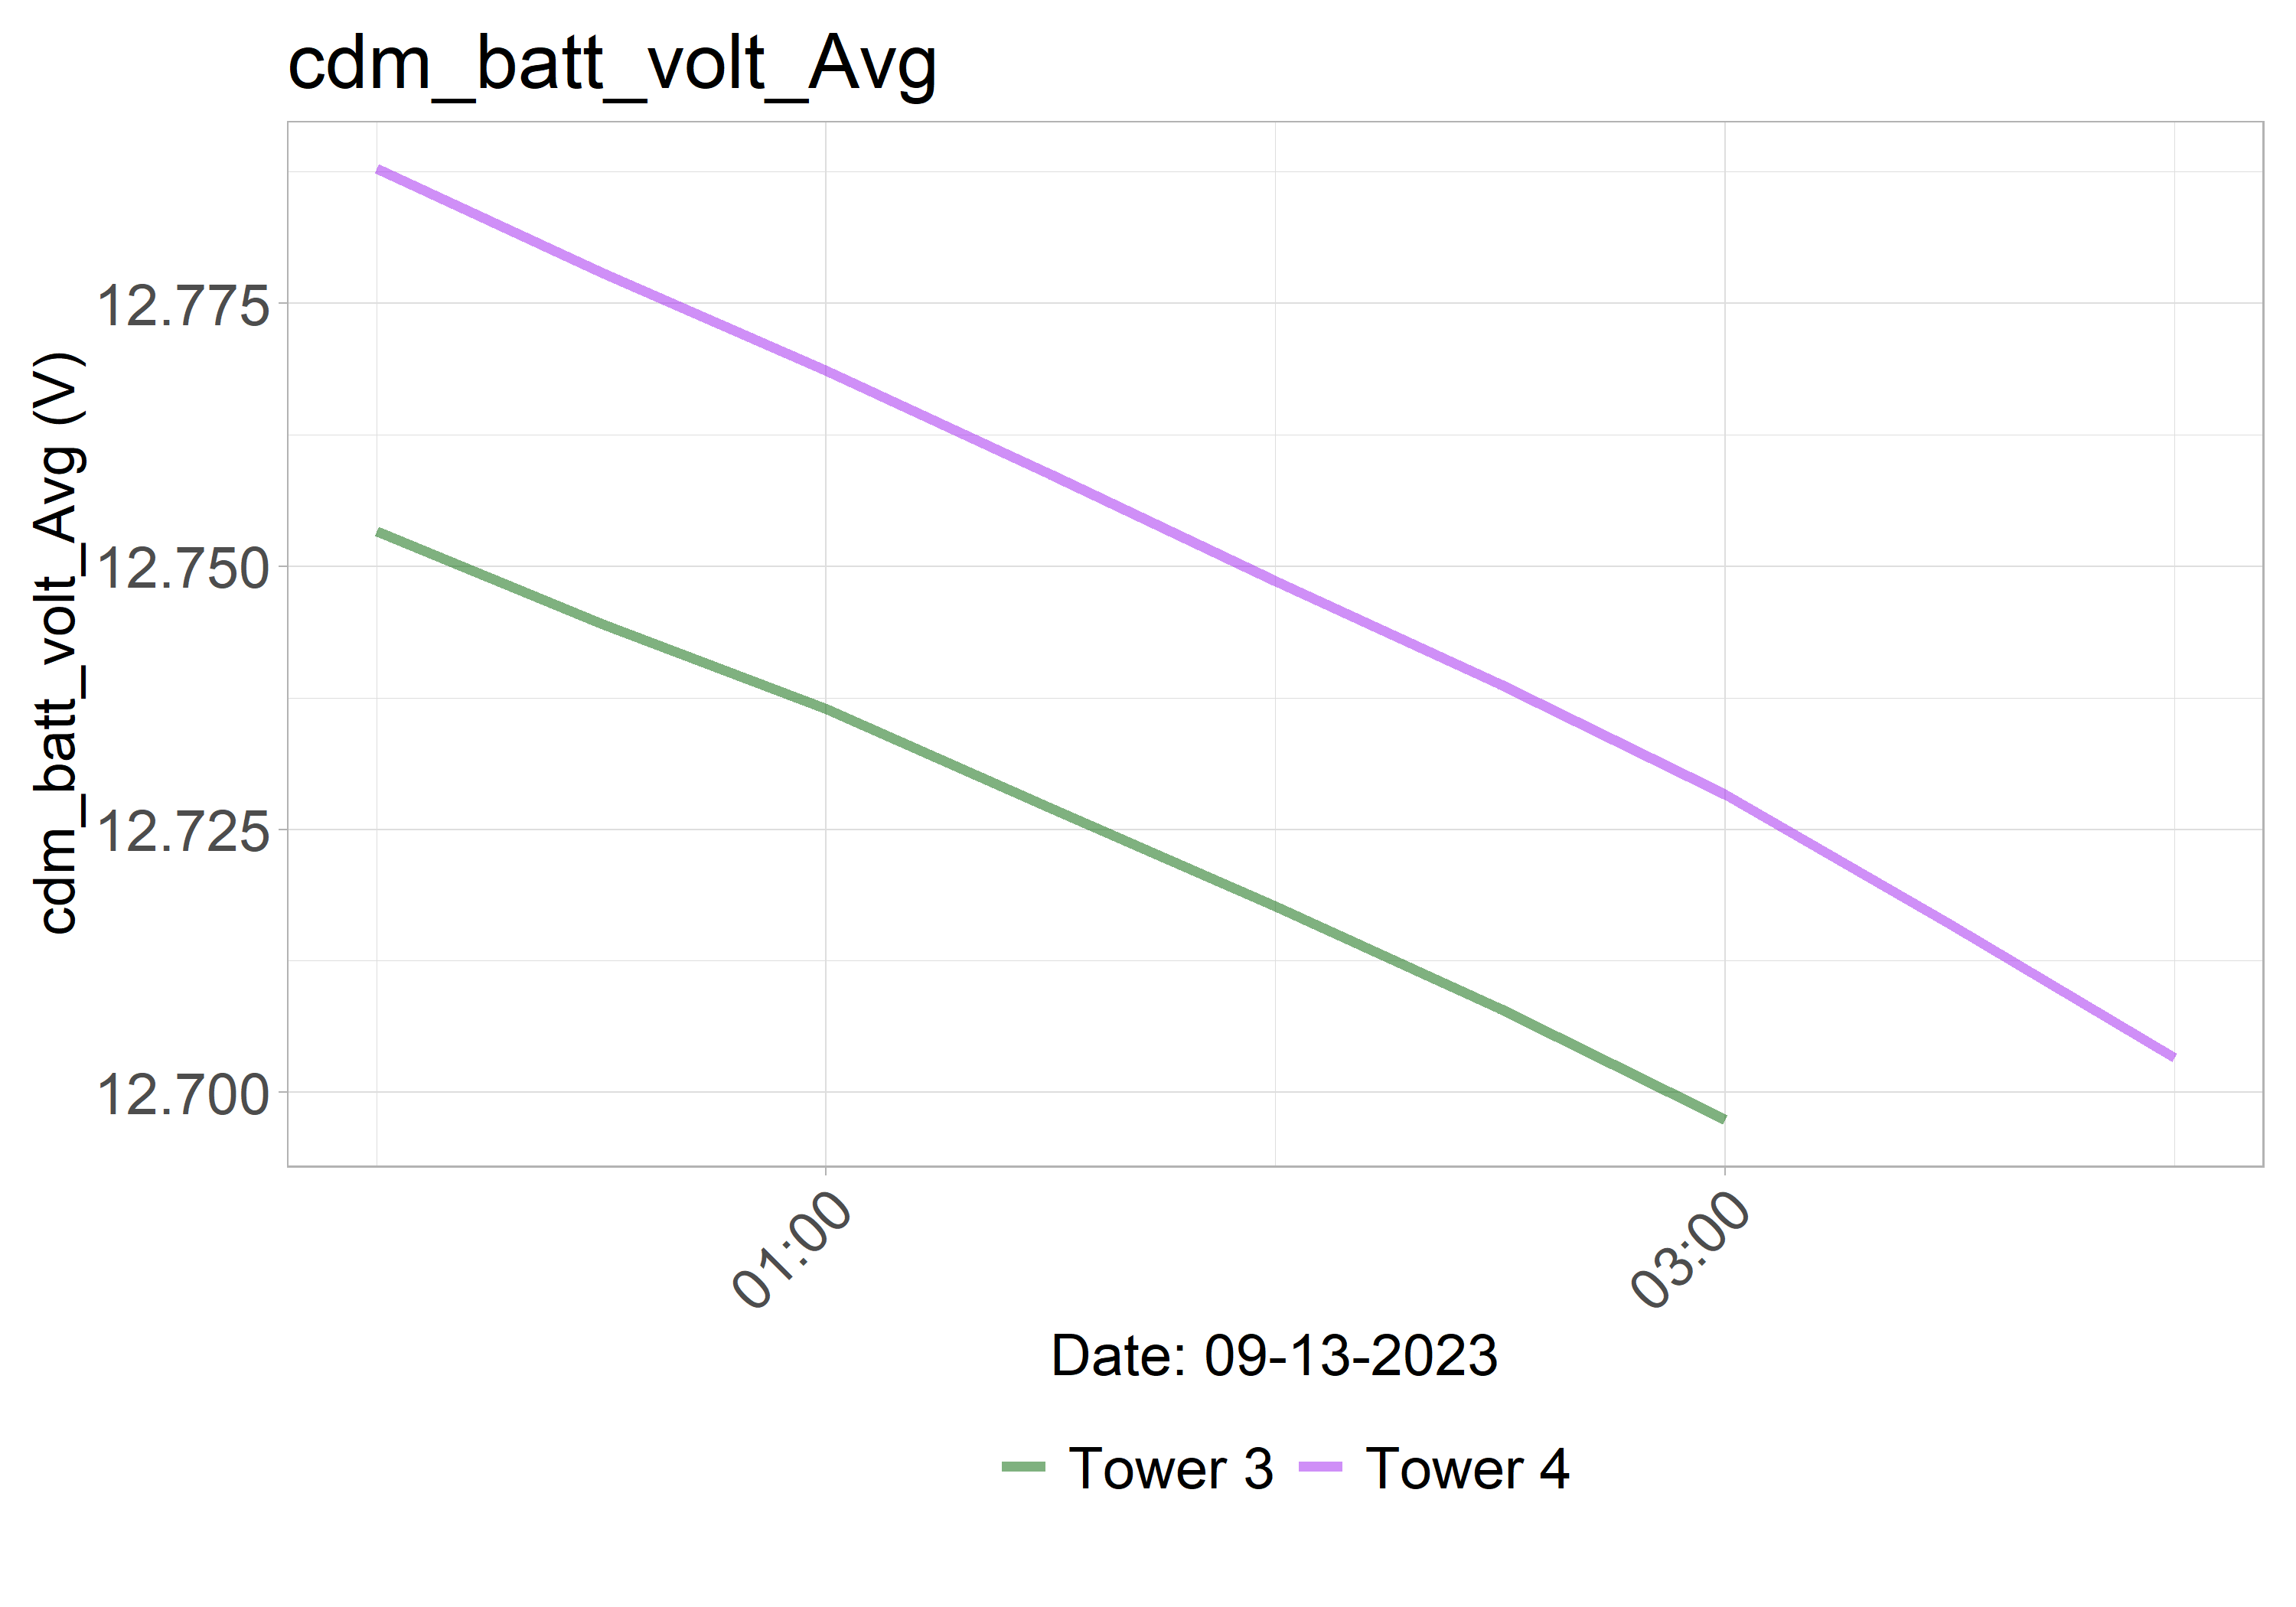 cdm_batt_volt_Avg
cdm_batt_volt_Avg (V)
12.775
12.750
12.725
12.700
01:00
03:00
Date: 09-13-2023
Tower 3
Tower 4